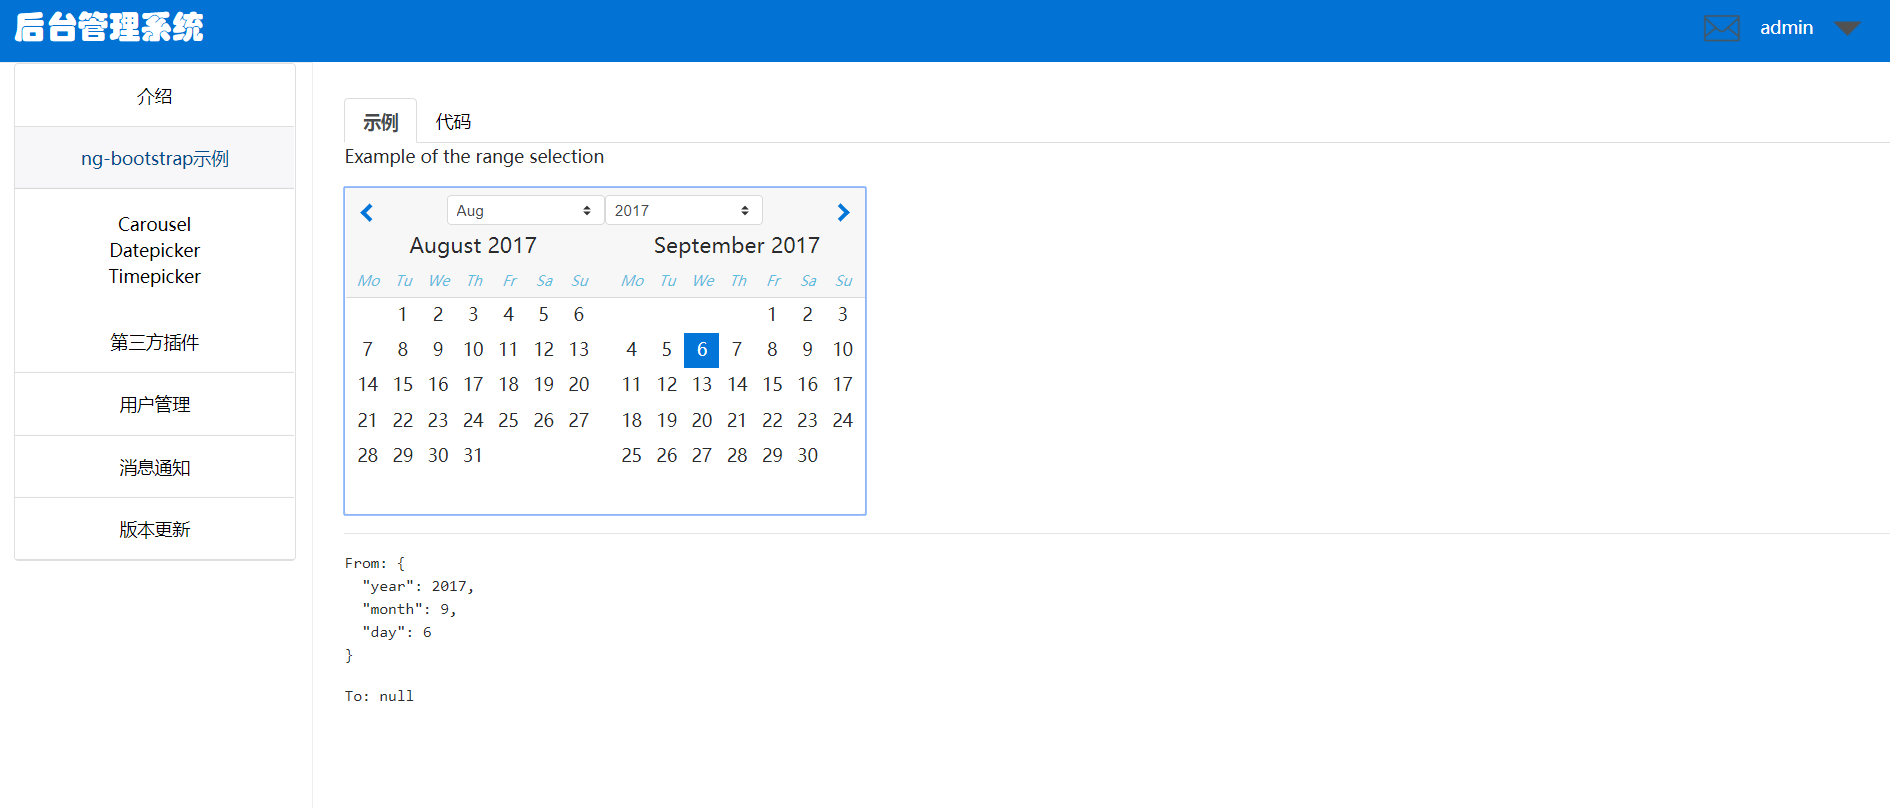 后台管理系统
admin
介绍
ng-bootstrap示例
Carousel
Datepicker
Timepicker
第三方插件
用户管理
消息通知
版本更新
示例 代码
Example of the range selection
Aug 2017
August 2017 September 2017
Mo Tu We Th Fr Sa Su Mo Tu We Th Fr Sa Su
1 2 3 4 5 6 1 2 3
7 8 9 10 11 12 13 4 5 6 7 8 9 10
14 15 16 17 18 19 20 11 12 13 14 15 16 17
21 22 23 24 25 26 27 18 19 20 21 22 23 24
28 29 30 31 25 26 27 28 29 30
From: {
"year": 2017,
"month": 9,
"day": 6
}
To: null